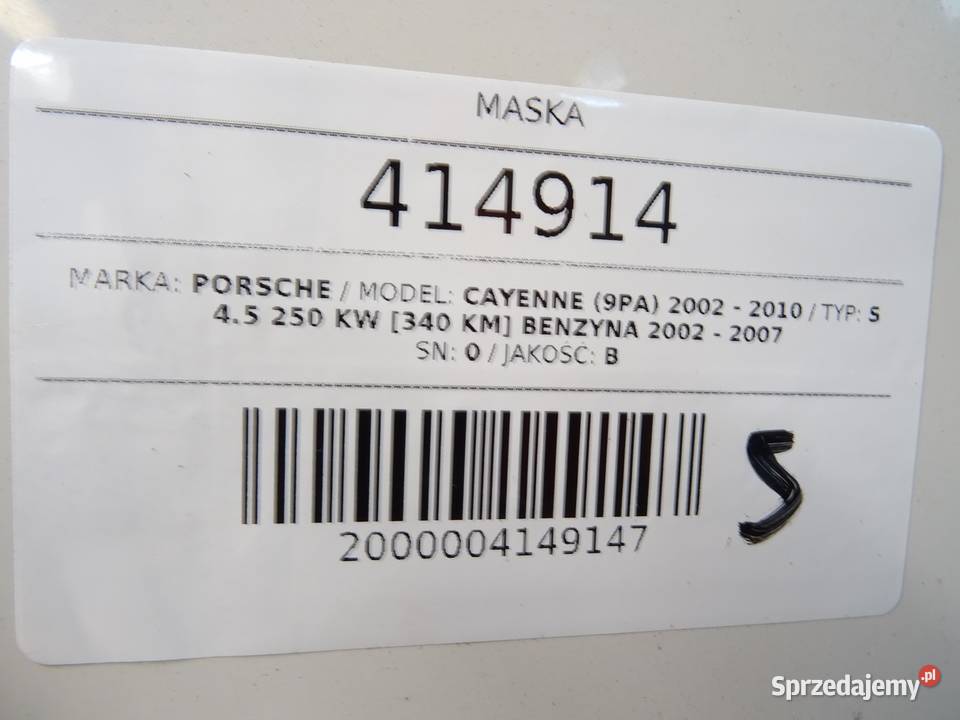 MASKA
414914
MARKA: PORSCHE / MODEL: CAYENNE (9PA) 2002 - 2010 / TYP: S
4.5 250 KW [340 KM] BENZYNA 2002 - 2007
SN: 0 / JAKOŚĆ: B
2000004149147
S
Sprzedajemy.pl